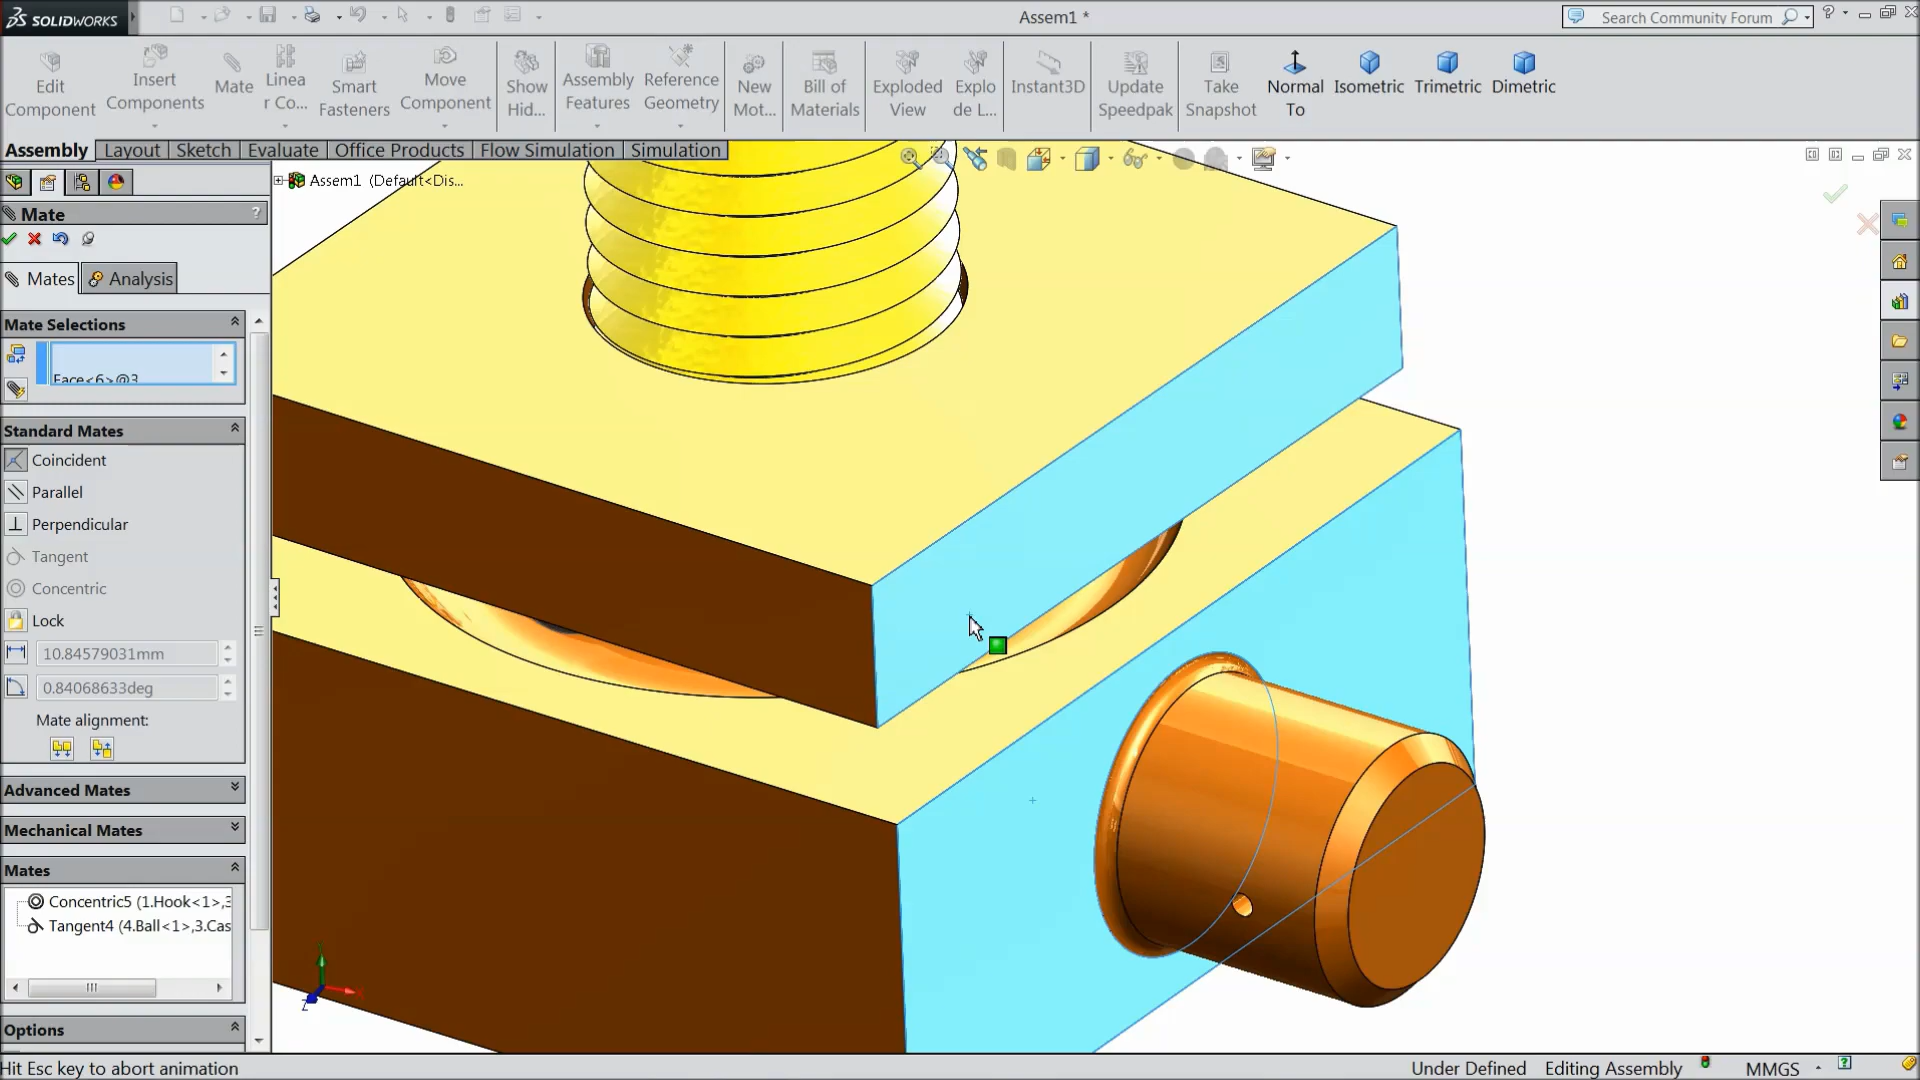 SOLIDWORKS
Assem1 *
Search Community Forum
Edit Component
Insert Components
Mate
Linea r Co...
Smart Fasteners
Move Component
Show Hid...
Assembly Features
Reference Geometry
New Mot...
Bill of Materials
Exploded View
Explo de L...
Instant3D
Update Speedpak
Take Snapshot
Normal To
Isometric
Trimetric
Dimetric
Assembly
Layout
Sketch
Evaluate
Office Products
Flow Simulation
Simulation
Assem1 (Default<Dis...
Mate
?
Mates
Analysis
Mate Selections
Face<6>@3
Standard Mates
Coincident
Parallel
Perpendicular
Tangent
Concentric
Lock
10.84579031mm
0.84068633deg
Mate alignment:
Advanced Mates
Mechanical Mates
Mates
Concentric5 (1.Hook<1>,3
Tangent4 (4.Ball<1>,3.Cas
Options
Z
Hit Esc key to abort animation
Under Defined
Editing Assembly
MMGS